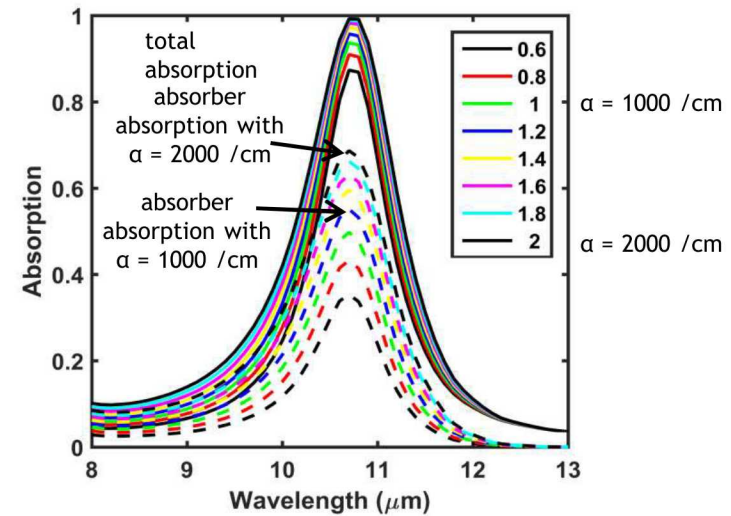 1
0.8
0.6
0.4
0.2
0
Absorption
8
9
10
11
12
13
Wavelength (μm)
total
absorption
absorber
absorption with
α = 2000 /cm
absorber
absorption with
α = 1000 /cm
0.6
0.8
1
1.2
1.4
1.6
1.8
2
α = 1000 /cm
α = 2000 /cm